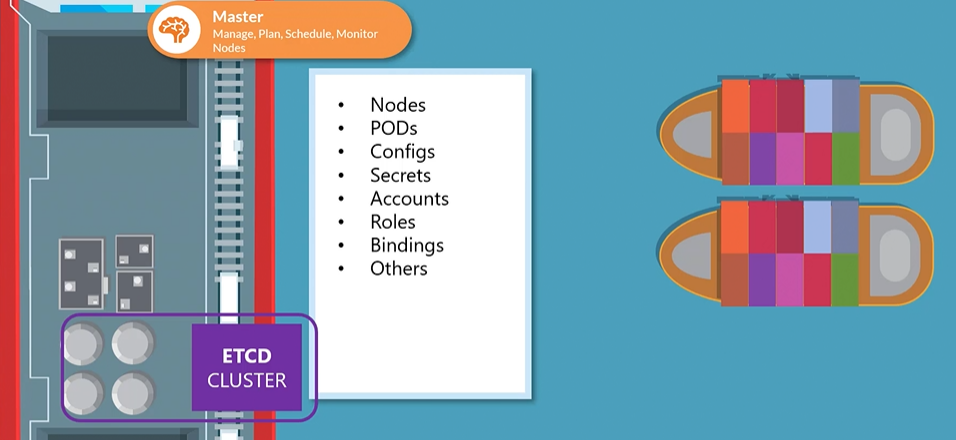 Master
Manage, Plan, Schedule, Monitor
Nodes
• Nodes
• PODs
• Configs
• Secrets
• Accounts
• Roles
• Bindings
• Others
ETCD
CLUSTER